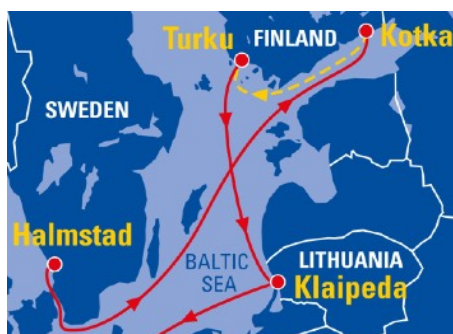 Turku
FINLAND
Kotka
SWEDEN
Halmstad
BALTIC
SEA
LITHUANIA
Klaipeda